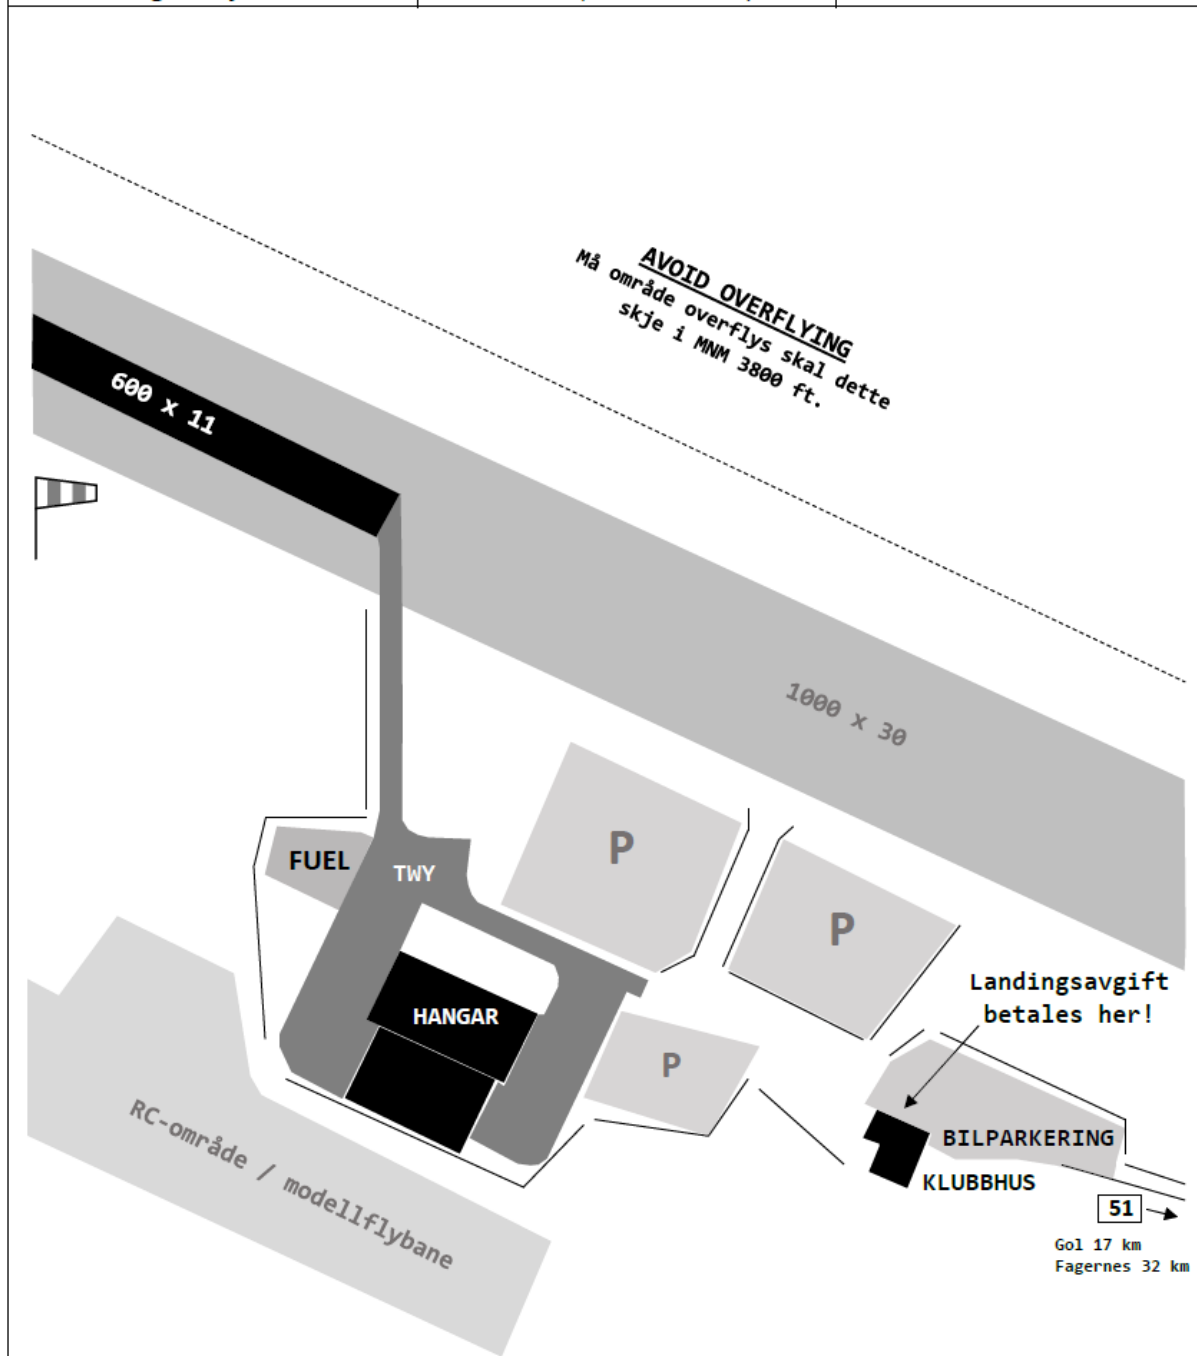 AVOID OVERFLYING
Må område overflys skal dette
skje i MNM 3800 ft.
600 x 11
1000 x 30
P
FUEL
TWY
P
Landingsavgift
betales her!
HANGAR
P
RC-område / modellflybane
BILPARKERING
KLUBBHUS
51
Gol 17 km
Fagernes 32 km